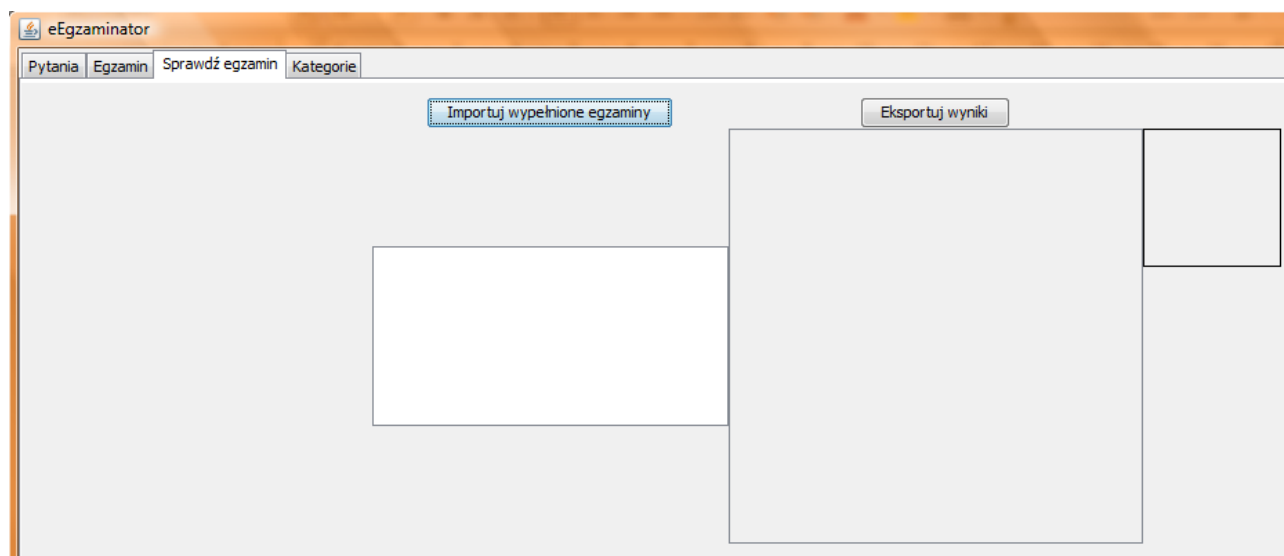 eEgzaminator
Pytania Egzamin Sprawdź egzamin Kategorie
Importuj wypełnione egzaminy Eksportuj wyniki